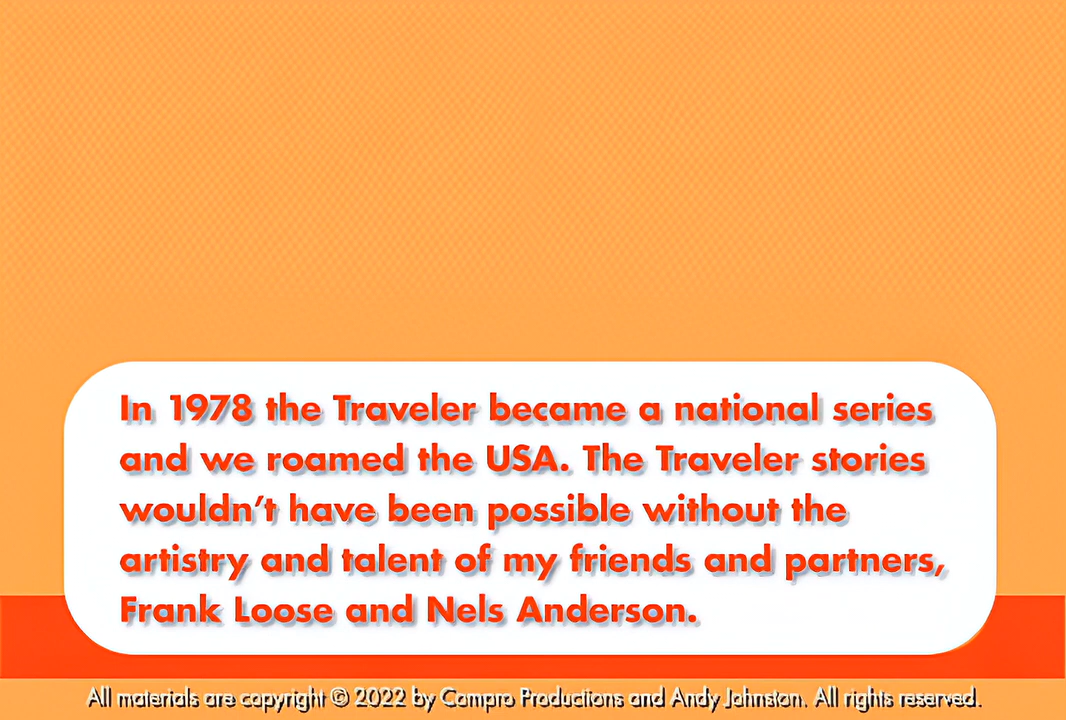 In 1978 the Traveler became a national series
and we roamed the USA. The Traveler stories
wouldn’t have been possible without the
artistry and talent of my friends and partners,
Frank Loose and Nels Anderson.
All materials are copyright © 2022 by Compro Productions and Andy Johnston. All rights reserved.